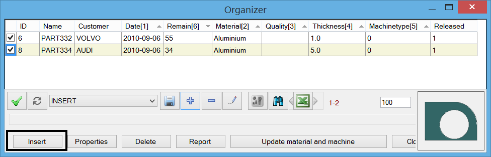 Organizer
ID Name Customer Date[1] Remain[6] Material[2] Quality[3] Thickness[4] Machinetype[5] Released
6 PART332 VOLVO 2010-09-06 55 Aluminium 1.0 0 1
8 PART334 AUDI 2010-09-06 34 Aluminium 5.0 0 1
INSERT 1-2 100
Insert Properties Delete Report Update material and machine Clo